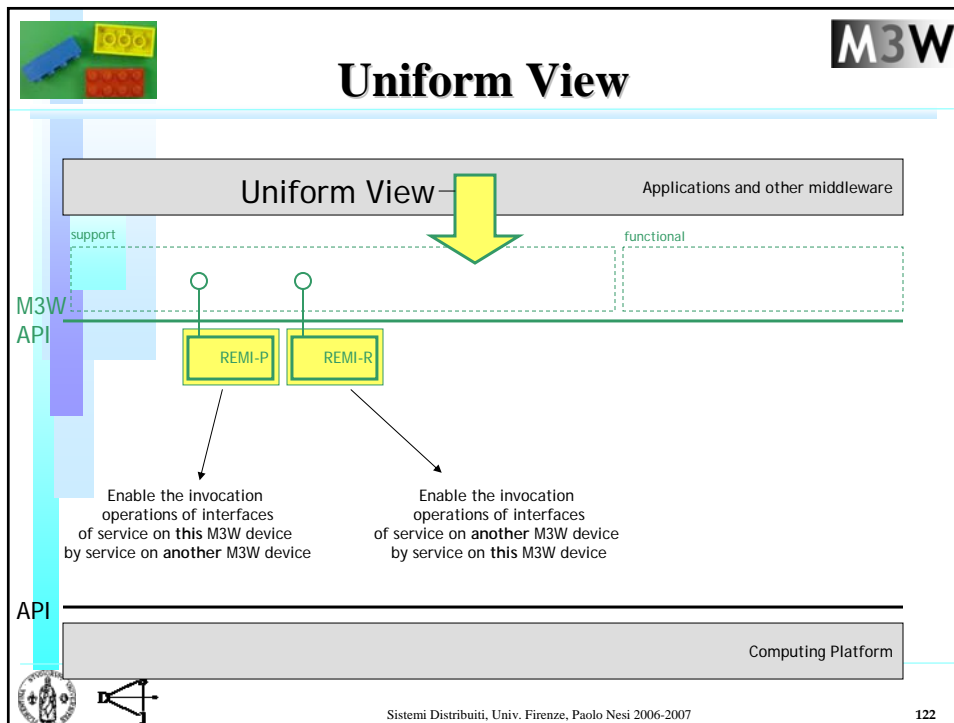 M3W
Uniform View
Uniform View
Applications and other middleware
support
functional
M3W
API
REMI-P
REMI-R
Enable the invocation
operations of interfaces
of service on this M3W device
by service on another M3W device
Enable the invocation
operations of interfaces
of service on another M3W device
by service on this M3W device
API
Computing Platform
Sistemi Distribuiti, Univ. Firenze, Paolo Nesi 2006-2007
122